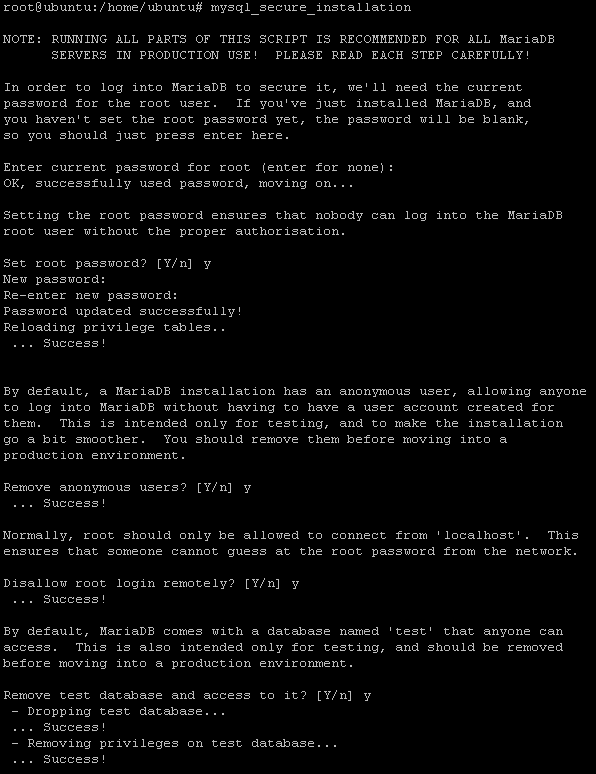 root@ubuntu:/home/ubuntu# mysql_secure_installation
NOTE: RUNNING ALL PARTS OF THIS SCRIPT IS RECOMMENDED FOR ALL MariaDB
SERVERS IN PRODUCTION USE!  PLEASE READ EACH STEP CAREFULLY!
In order to log into MariaDB to secure it, we'll need the current
password for the root user.  If you've just installed MariaDB, and
you haven't set the root password yet, the password will be blank,
so you should just press enter here.
Enter current password for root (enter for none):
OK, successfully used password, moving on...
Setting the root password ensures that nobody can log into the MariaDB
root user without the proper authorisation.
Set root password? [Y/n] y
New password:
Re-enter new password:
Password updated successfully!
Reloading privilege tables..
... Success!
By default, a MariaDB installation has an anonymous user, allowing anyone
to log into MariaDB without having to have a user account created for
them.  This is intended only for testing, and to make the installation
go a bit smoother.  You should remove them before moving into a
production environment.
Remove anonymous users? [Y/n] y
... Success!
Normally, root should only be allowed to connect from 'localhost'.  This
ensures that someone cannot guess at the root password from the network.
Disallow root login remotely? [Y/n] y
... Success!
By default, MariaDB comes with a database named 'test' that anyone can
access.  This is also intended only for testing, and should be removed
before moving into a production environment.
Remove test database and access to it? [Y/n] y
- Dropping test database...
... Success!
- Removing privileges on test database...
... Success!